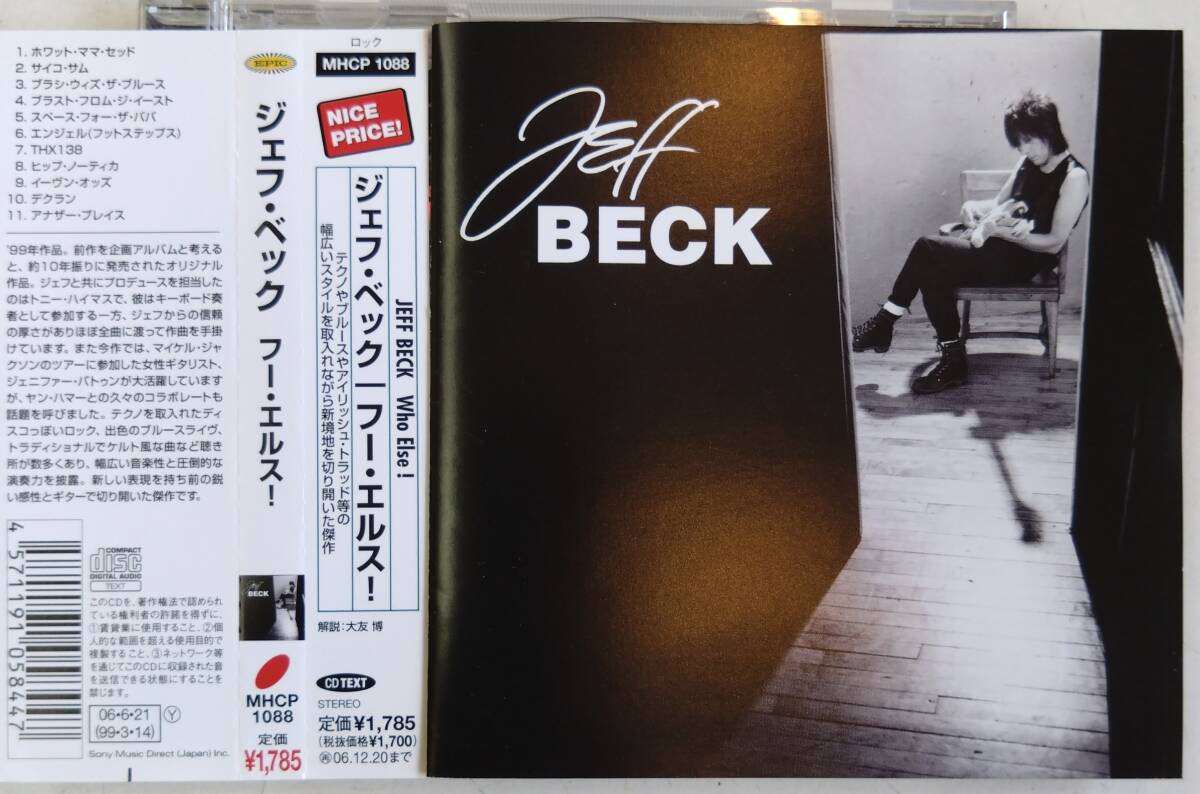 1. ホワット・ママ・セッド
2. サイコ・サム
3. ブラシ・ウィズ・ザ・ブルース
4. ブラスト・フロム・ジ・イースト
5. スペース・フォー・ザ・パパ
6. エンジェル(フットステップス)
7. THX138
8. ヒップ・ノーティカ
9. イーヴン・オッズ
10. デクラン
11. アナザー・プレイス
'99年作品。前作を企画アルバムと考える
と、約10年振りに発売されたオリジナル
作品。ジェフと共にプロデュースを担当した
のはトニー・ハイマスで、彼はキーボード奏
者として参加する一方、ジェフからの信頼
の厚さがありほぼ全曲に渡って作曲を手掛
けています。また今作では、マイケル・ジャ
クソンのツアーに参加した女性ギタリスト、
ジェニファー・バトゥンが大活躍しています
が、ヤン・ハマーとの久々のコラボレートも
話題を呼びました。テクノを取入れたディ
スコっぽいロック、出色のブルースライヴ、
トラディショナルでケルト風な曲など聴き
所が数多くあり、幅広い音楽性と圧倒的な
演奏力を披露。新しい表現を持ち前の鋭
い感性とギターで切り開いた傑作です。
4571191058447
COMPACT
disc
DIGITAL AUDIO
TEXT
このCDを、著作権法で認められ
ている権利者の許諾を得ずに、
①賃貸業に使用すること、②個
人的な範囲を超える使用目的で
複製すること、③ネットワーク等
を通じてこのCDに収録された音
を送信できる状態にすることを
禁じます。
06・6・21
(99・3・14)
Y
Sony Music Direct (Japan) Inc.
EPIC
ジェフ・ベック フー・エルス!
BECK
MHCP
1088
定価
¥1,785
ロック
MHCP 1088
NICE
PRICE!
JEFF BECK Who Else!
ジェフ・ベック|フー・エルス!
テクノやブルースやアイリッシュ・トラッド等の
幅広いスタイルを取入れながら新境地を切り開いた傑作
解説:大友 博
CD TEXT
STEREO
定価¥1,785
(税抜価格¥1,700)
再06.12.20まで
Jeff
BECK